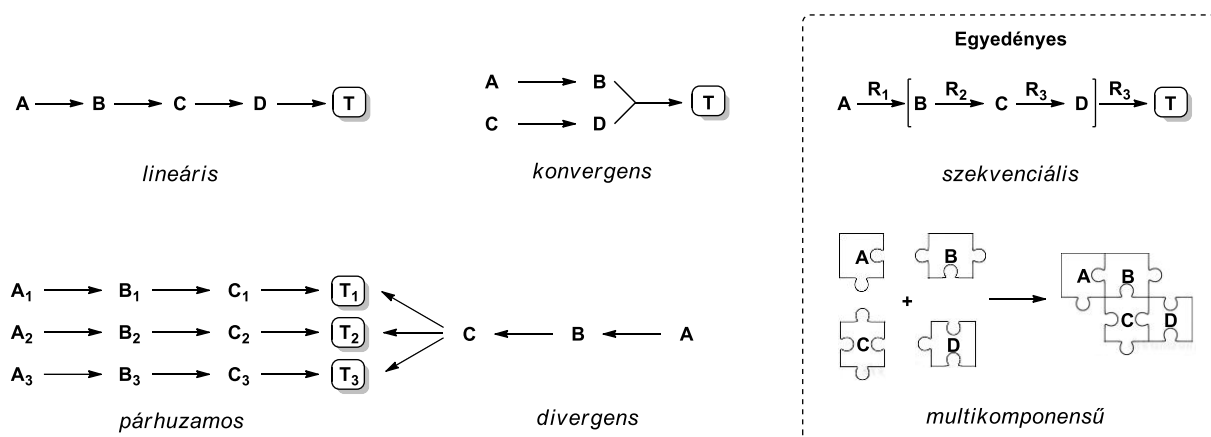 A B C D T
lineáris
A B
C D T
konvergens
Egyedényes
A R₁ [B R₂ C R₃ D] R₃ T
szekvenciális
A₁ B₁ C₁ T₁
A₂ B₂ C₂ T₂
A₃ B₃ C₃ T₃
párhuzamos
C B A
divergens
A B
+
C D
A B
C D
multikomponensű